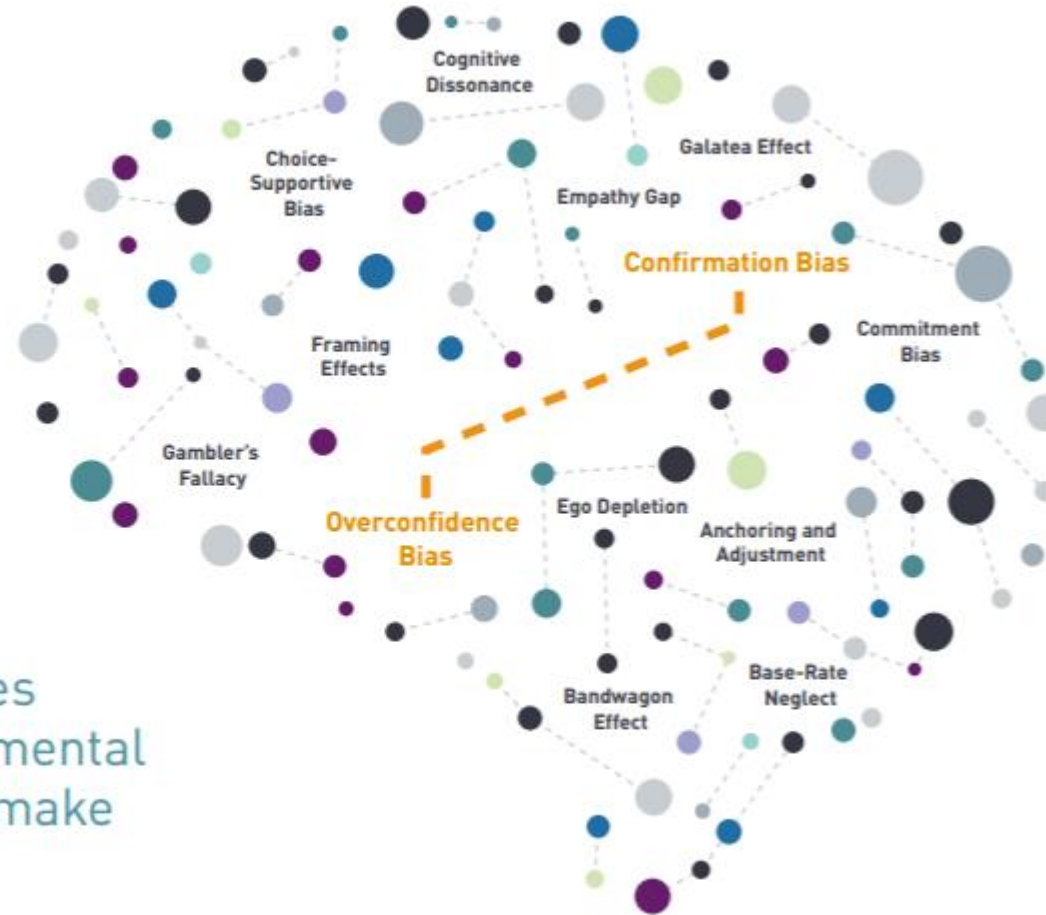 Cognitive
Dissonance
Galatea Effect
Choice-
Supportive
Bias
Empathy Gap
Confirmation Bias
Framing
Effects
Commitment
Bias
Gambler's
Fallacy
Overconfidence
Bias
Ego Depletion
Anchoring and
Adjustment
Base-Rate
Neglect
Bandwagon
Effect
es
mental
make